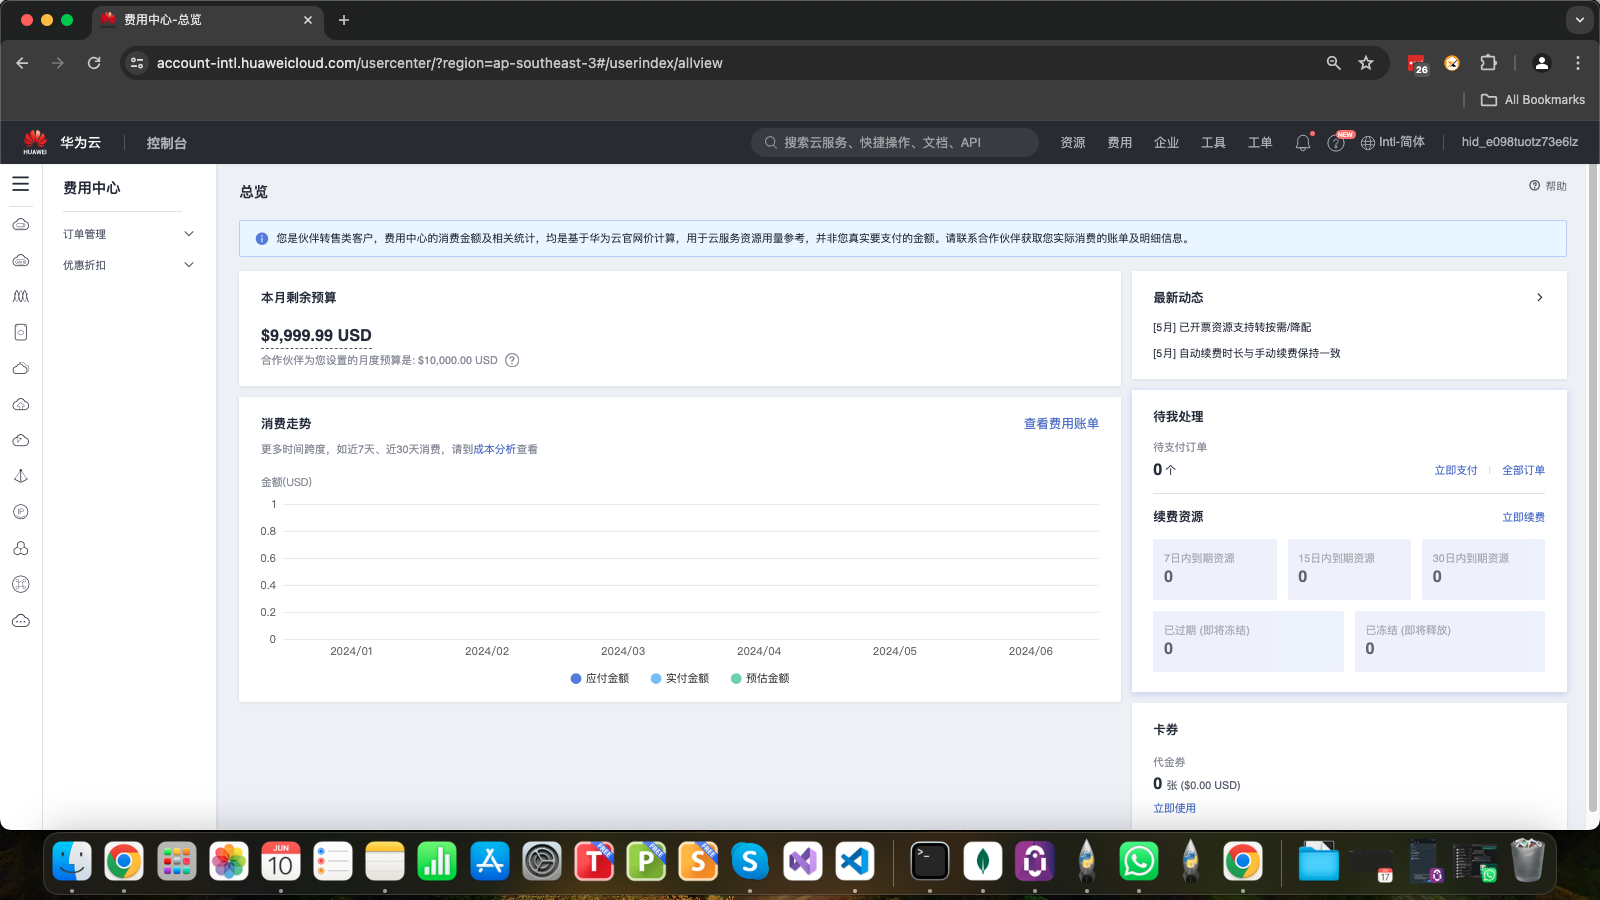 费用中心-总览
account-intl.huaweicloud.com/usercenter/?region=ap-southeast-3#/userindex/allview
26
All Bookmarks
HUAWEI
华为云
控制台
搜索云服务、快捷操作、文档、API
资源
费用
企业
工具
工单
NEW
Intl-简体
hid_e098tuotz73e6lz
费用中心
订单管理
优惠折扣
IP
总览
帮助
您是伙伴转售类客户，费用中心的消费金额及相关统计，均是基于华为云官网价计算，用于云服务资源用量参考，并非您真实要支付的金额。请联系合作伙伴获取您实际消费的账单及明细信息。
本月剩余预算
$9,999.99 USD
合作伙伴为您设置的月度预算是: $10,000.00 USD
消费走势
查看费用账单
更多时间跨度，如近7天、近30天消费，请到成本分析查看
金额(USD)
1
0.8
0.6
0.4
0.2
0
2024/01
2024/02
2024/03
2024/04
2024/05
2024/06
应付金额
实付金额
预估金额
最新动态
[5月] 已开票资源支持转按需/降配
[5月] 自动续费时长与手动续费保持一致
待我处理
待支付订单
0 个
立即支付
全部订单
续费资源
立即续费
7日内到期资源
0
15日内到期资源
0
30日内到期资源
0
已过期 (即将冻结)
0
已冻结 (即将释放)
0
卡券
代金券
0 张 ($0.00 USD)
立即使用
JUN
10
T FREE
P FREE
S FREE
17